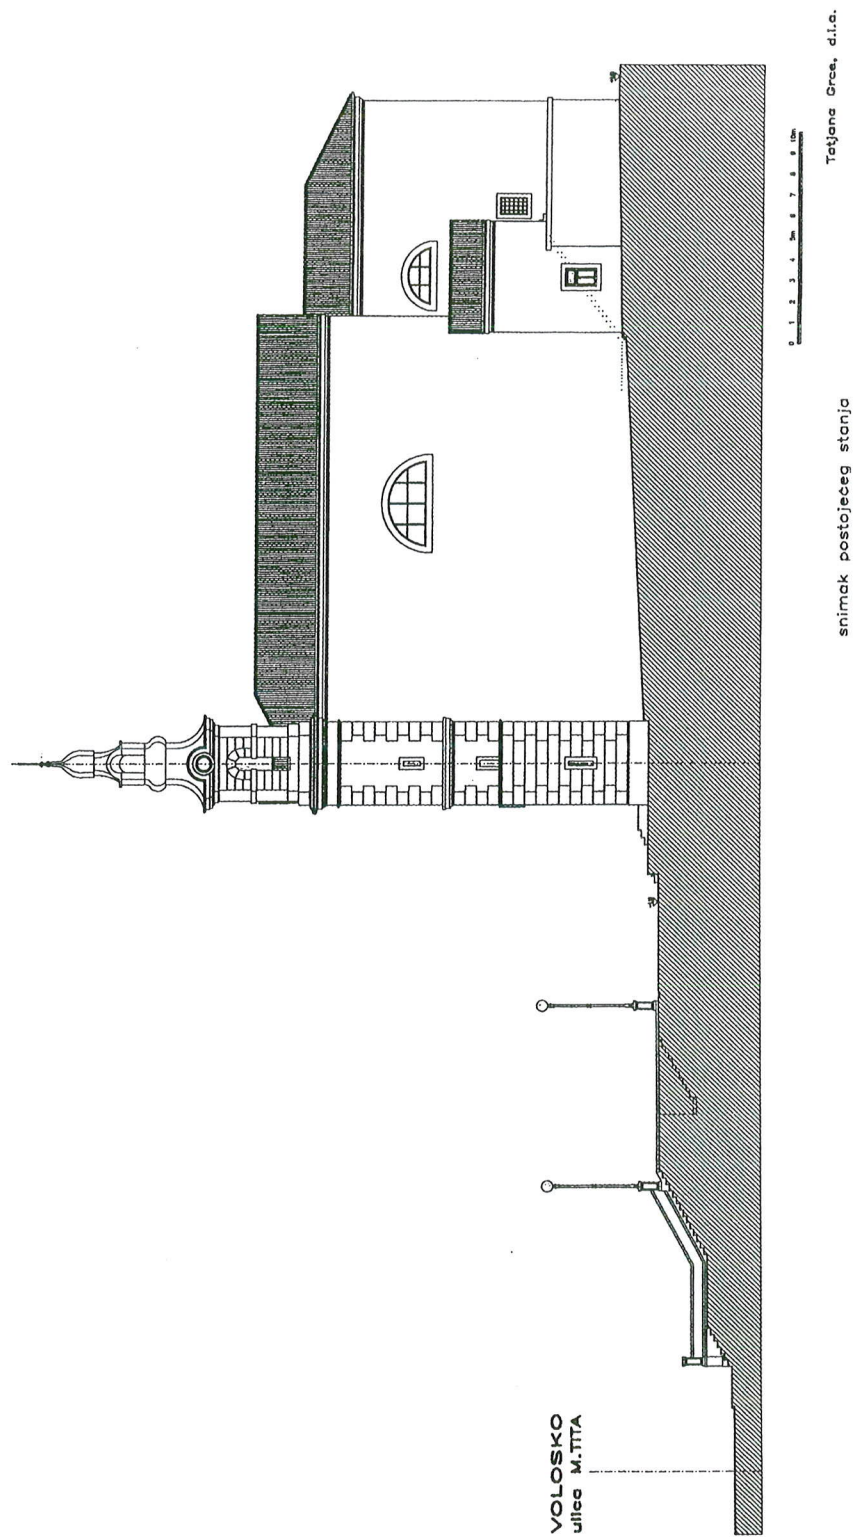 VOLOSKO
ulica M.TITA
0 1 2 3 4 5m 6 7 8 9 10m
snimak postojećeg stanja
Tatjana Grce, d.i.a.